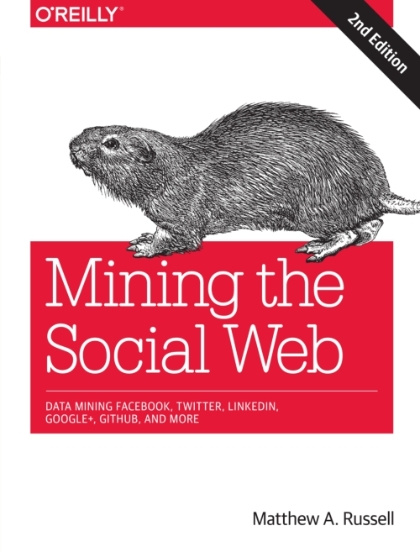 O'REILLY®
2nd Edition
Mining the
Social Web
DATA MINING FACEBOOK, TWITTER, LINKEDIN,
GOOGLE+, GITHUB, AND MORE
Matthew A. Russell